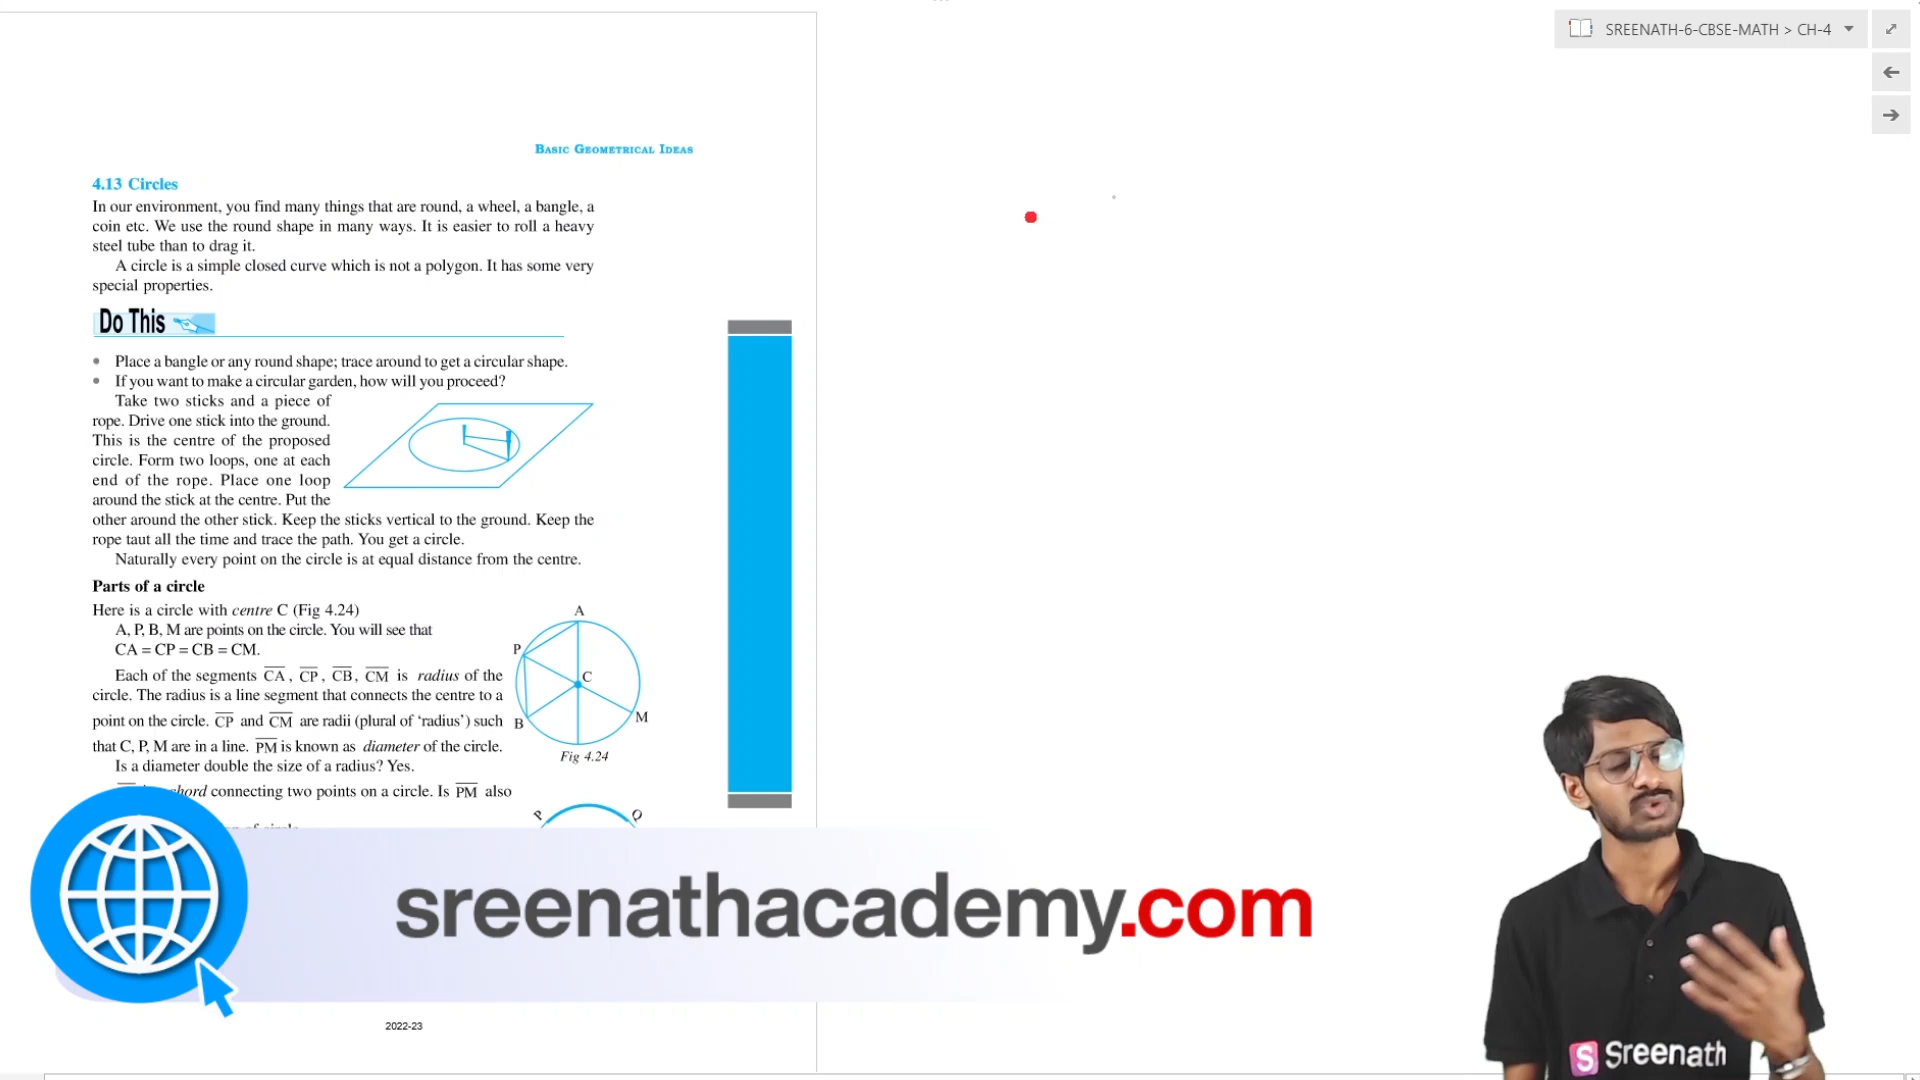 SREENATH-6-CBSE-MATH > CH-4
BASIC GEOMETRICAL IDEAS
4.13 Circles
In our environment, you find many things that are round, a wheel, a bangle, a
coin etc. We use the round shape in many ways. It is easier to roll a heavy
steel tube than to drag it.
A circle is a simple closed curve which is not a polygon. It has some very
special properties.
Do This
• Place a bangle or any round shape; trace around to get a circular shape.
• If you want to make a circular garden, how will you proceed?
Take two sticks and a piece of
rope. Drive one stick into the ground.
This is the centre of the proposed
circle. Form two loops, one at each
end of the rope. Place one loop
around the stick at the centre. Put the
other around the other stick. Keep the sticks vertical to the ground. Keep the
rope taut all the time and trace the path. You get a circle.
Naturally every point on the circle is at equal distance from the centre.
Parts of a circle
Here is a circle with centre C (Fig 4.24)
A, P, B, M are points on the circle. You will see that
CA = CP = CB = CM.
Each of the segments CA, CP, CB, CM is radius of the
circle. The radius is a line segment that connects the centre to a
point on the circle. CP and CM are radii (plural of ‘radius’) such
that C, P, M are in a line. PM is known as diameter of the circle.
Is a diameter double the size of a radius? Yes.
chord connecting two points on a circle. Is PM also
A
P
C
B
M
Fig 4.24
P
Q
of circle
sreenathacademy.com
2022-23
S Sreenath